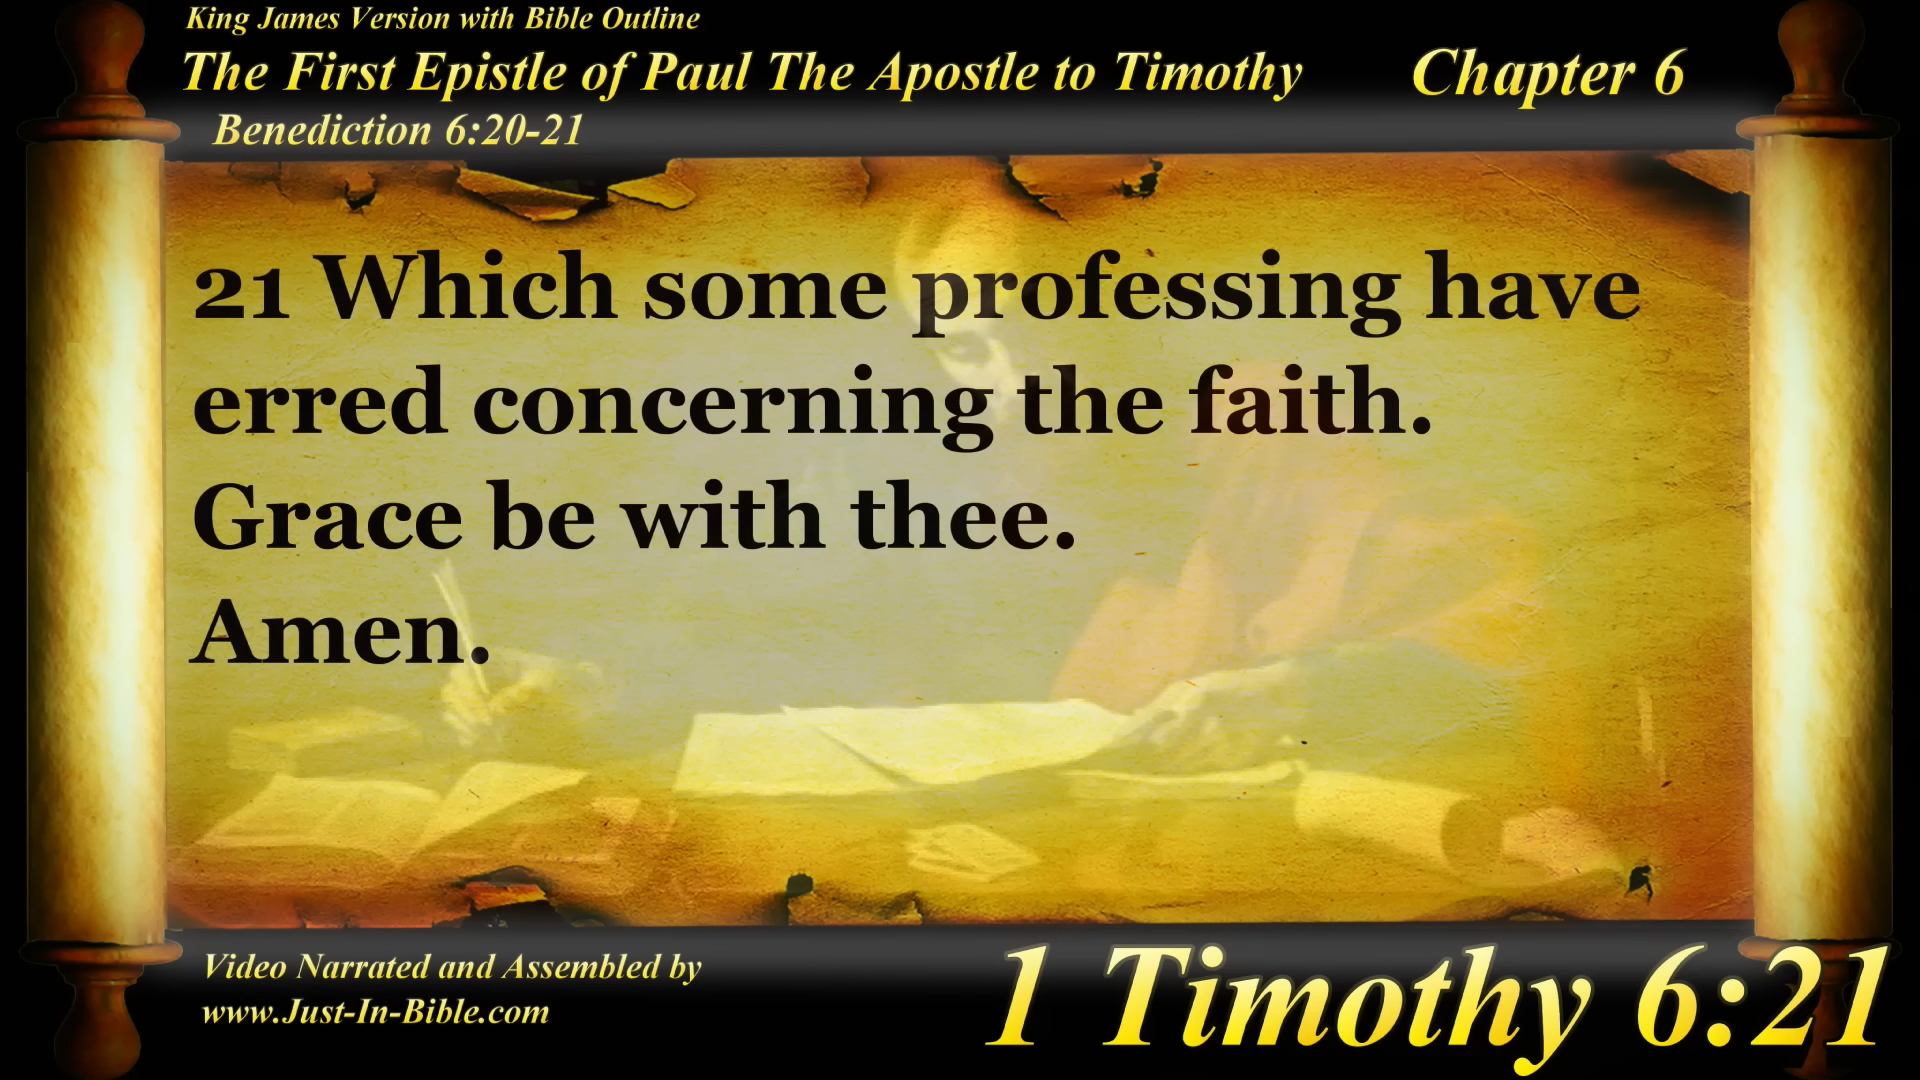 King James Version with Bible Outline
The First Epistle of Paul The Apostle to Timothy Chapter 6
Benediction 6:20-21
21 Which some professing have
erred concerning the faith.
Grace be with thee.
Amen.
Video Narrated and Assembled by
www.Just-In-Bible.com
1 Timothy 6:21